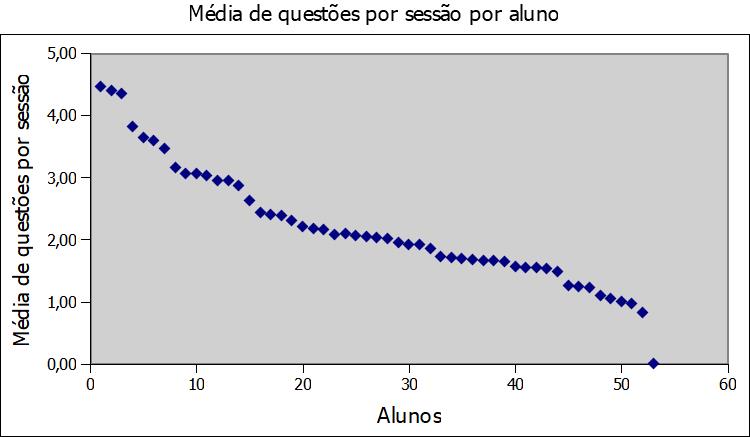 Média de questões por sessão por aluno
5,00
4,00
3,00
2,00
1,00
0,00
Média de questões por sessão
0 10 20 30 40 50 60
Alunos